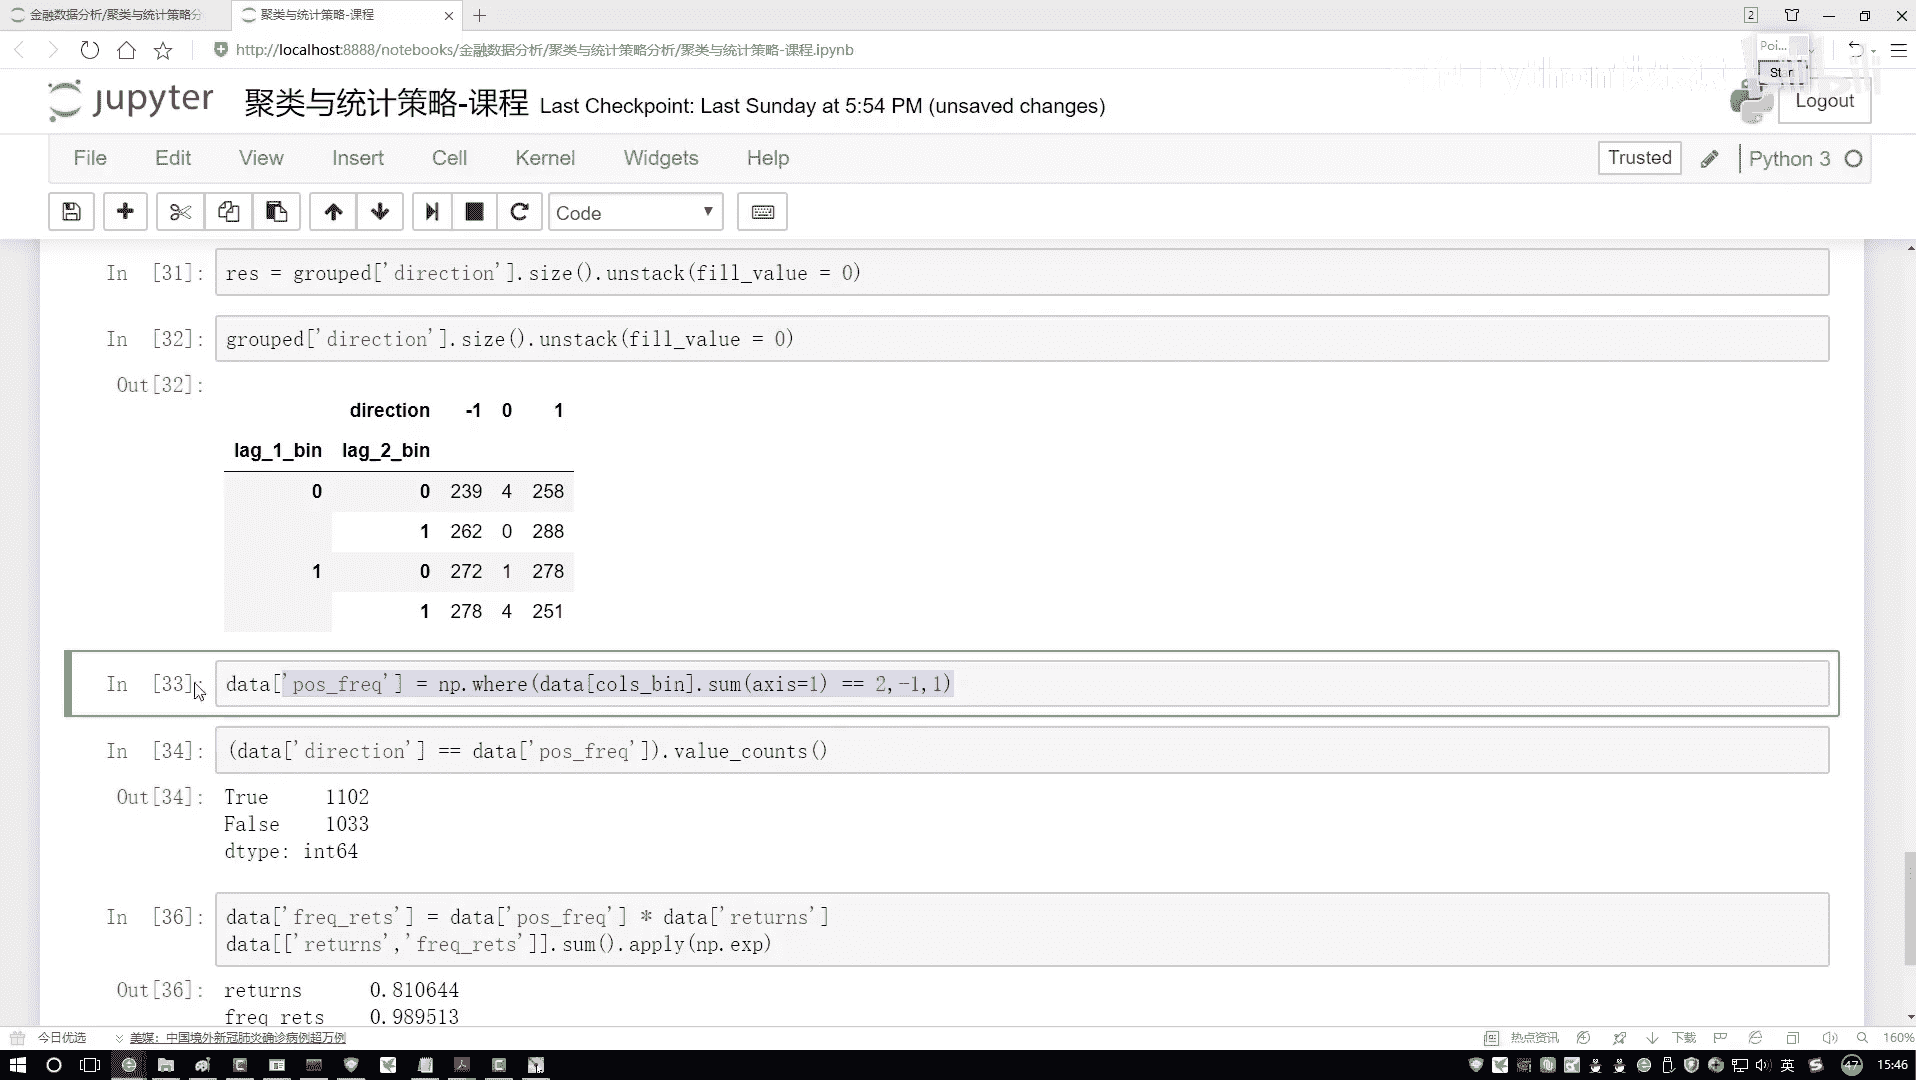 金融数据分析/聚类与统计策略分
聚类与统计策略-课程
2
http://localhost:8888/notebooks/金融数据分析/聚类与统计策略分析/聚类与统计策略-课程.ipynb
Poi...
jupyter 聚类与统计策略-课程 Last Checkpoint: Last Sunday at 5:54 PM (unsaved changes)
Logout
File Edit View Insert Cell Kernel Widgets Help
Trusted Python 3
Code
In [31]: res = grouped['direction'].size().unstack(fill_value = 0)
In [32]: grouped['direction'].size().unstack(fill_value = 0)
Out[32]:
direction -1 0 1
lag_1_bin lag_2_bin
0 0 239 4 258
1 262 0 288
1 0 272 1 278
1 278 4 251
In [33]: data['pos_freq'] = np.where(data[cols_bin].sum(axis=1) == 2,-1,1)
In [34]: (data['direction'] == data['pos_freq']).value_counts()
Out[34]: True 1102
False 1033
dtype: int64
In [36]: data['freq_rets'] = data['pos_freq'] * data['returns']
data[['returns','freq_rets']].sum().apply(np.exp)
Out[36]: returns 0.810644
freq_rets 0.989513
今日优选 美媒：中国境外新冠肺炎确诊病例超万例 热点资讯 下载 160%
英 47 15:46